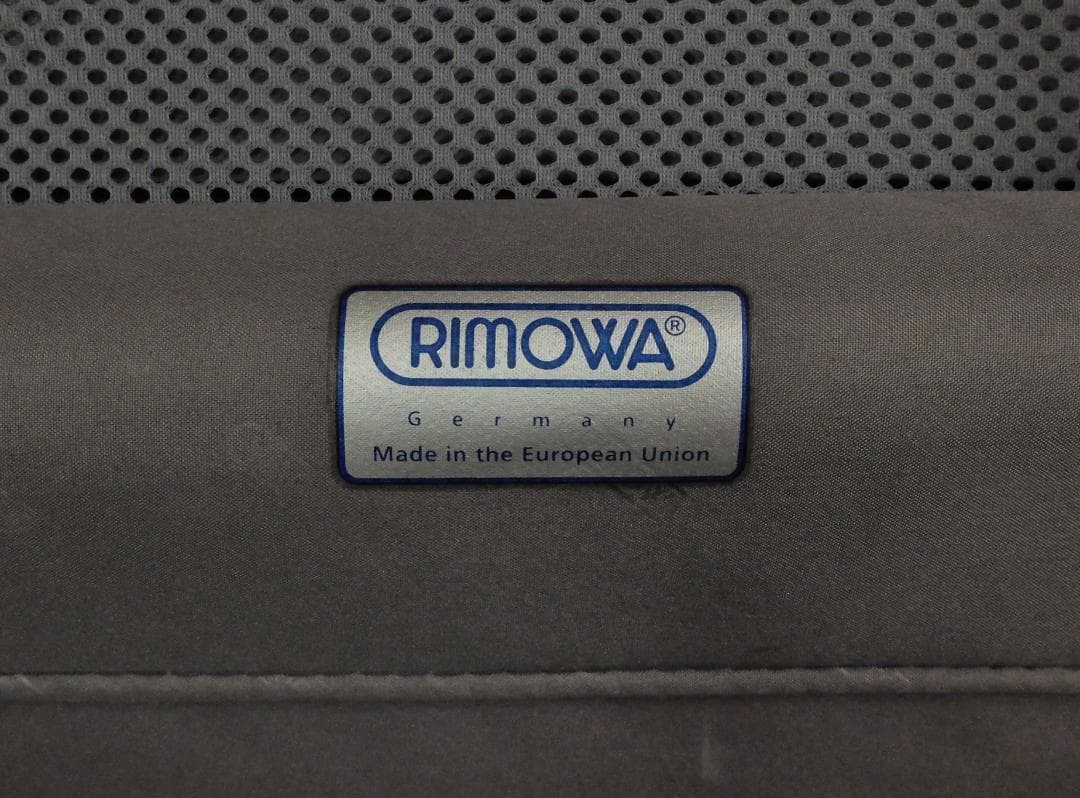 RIMOWA®
Germany
Made in the European Union